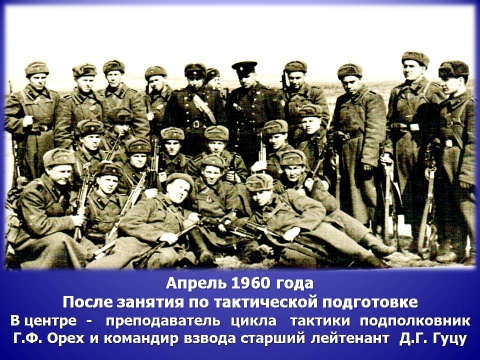 Апрель 1960 года
После занятия по тактической подготовке
В центре - преподаватель цикла тактики подполковник
Г.Ф. Орех и командир взвода старший лейтенант Д.Г. Гуцу